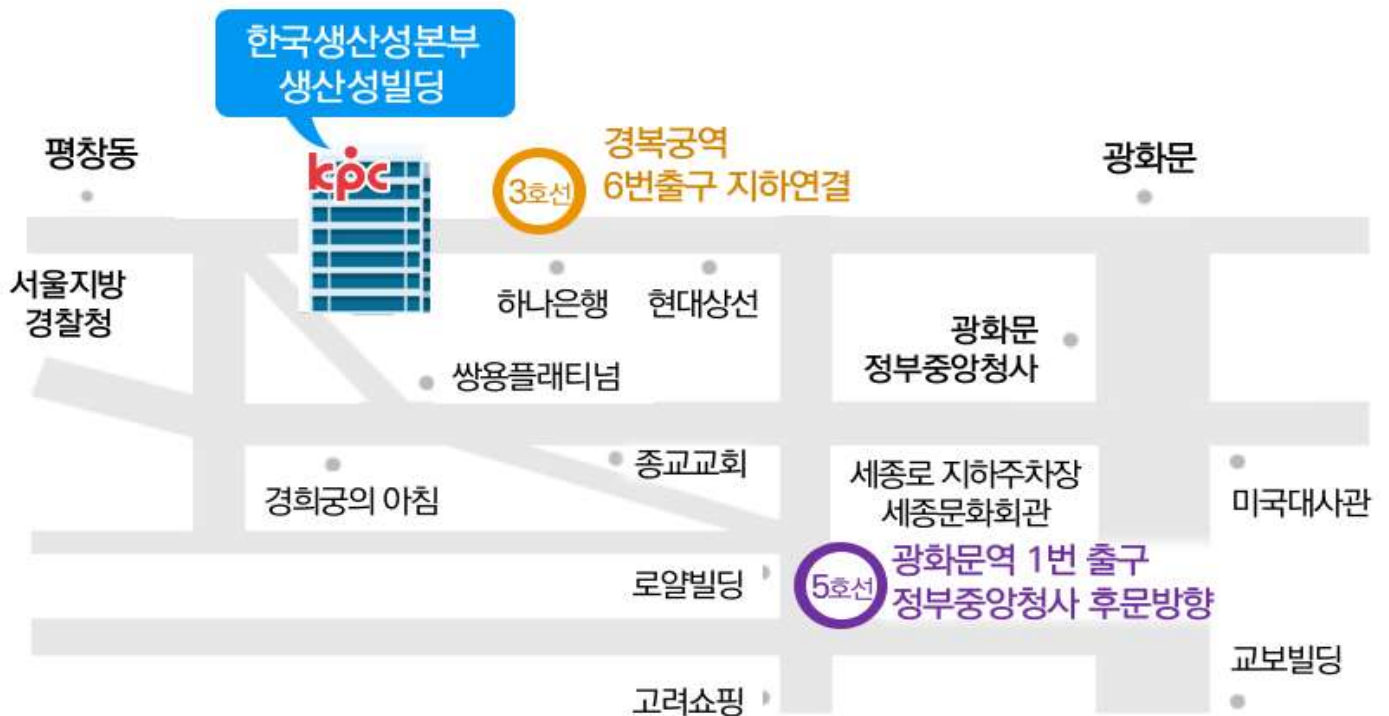 한국생산성본부
생산성빌딩
평창동
kpc
3호선
경복궁역
6번출구 지하연결
광화문
서울지방
경찰청
하나은행
현대상선
광화문
정부중앙청사
쌍용플래티넘
종교교회
경희궁의 아침
세종로 지하주차장
세종문화회관
미국대사관
로얄빌딩
5호선
광화문역 1번 출구
정부중앙청사 후문방향
교보빌딩
고려쇼핑